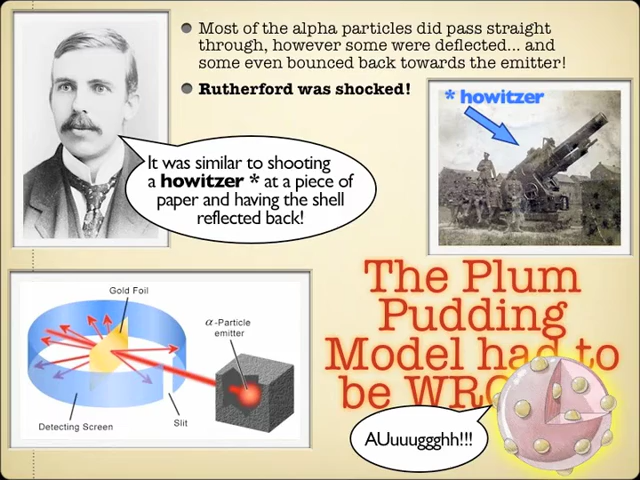 Most of the alpha particles did pass straight
through, however some were deflected... and
some even bounced back towards the emitter!
Rutherford was shocked!
* howitzer
It was similar to shooting
a howitzer * at a piece of
paper and having the shell
reflected back!
The Plum
Pudding
Model had to
be WRO
Gold Foil
α-Particle
emitter
Detecting Screen
Slit
AUuuuggghh!!!